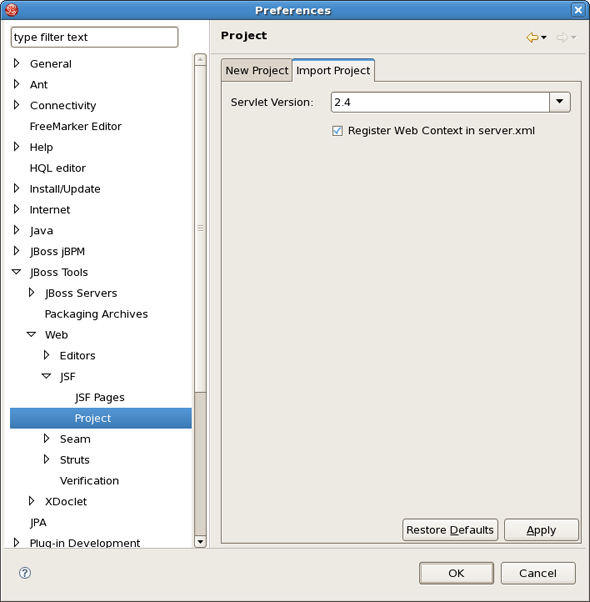 Preferences
type filter text
General
Ant
Connectivity
FreeMarker Editor
Help
HQL editor
Install/Update
Internet
Java
JBoss jBPM
JBoss Tools
JBoss Servers
Packaging Archives
Web
Editors
JSF
JSF Pages
Project
Seam
Struts
Verification
XDoclet
JPA
Plug-in Development
Project
New Project
Import Project
Servlet Version: 2.4
Register Web Context in server.xml
Restore Defaults
Apply
OK
Cancel